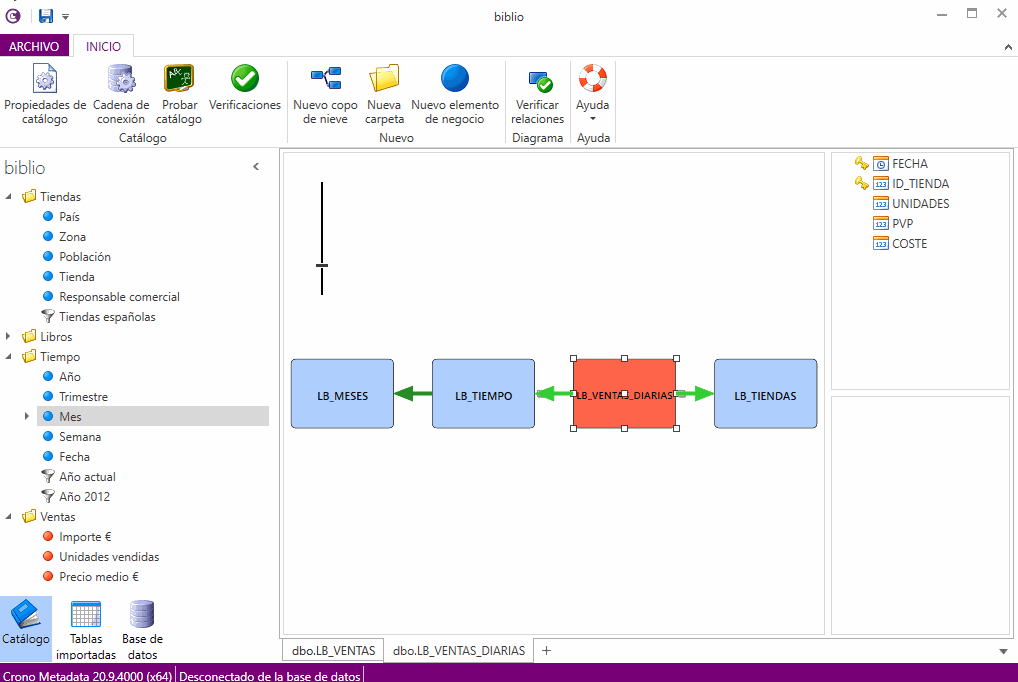 biblio
ARCHIVO
INICIO
Propiedades de
catálogo
Cadena de
conexión
Probar
catálogo
Verificaciones
Catálogo
Nuevo copo
de nieve
Nueva
carpeta
Nuevo elemento
de negocio
Nuevo
Verificar
relaciones
Diagrama
Ayuda
Ayuda
biblio
Tiendas
País
Zona
Población
Tienda
Responsable comercial
Tiendas españolas
Libros
Tiempo
Año
Trimestre
Mes
Semana
Fecha
Año actual
Año 2012
Ventas
Importe €
Unidades vendidas
Precio medio €
Catálogo
Tablas
importadas
Base de
datos
LB_MESES
LB_TIEMPO
LB_VENTAS_DIARIAS
LB_TIENDAS
FECHA
123 ID_TIENDA
123 UNIDADES
123 PVP
123 COSTE
dbo.LB_VENTAS
dbo.LB_VENTAS_DIARIAS
Crono Metadata 20.9.4000 (x64)
Desconectado de la base de datos